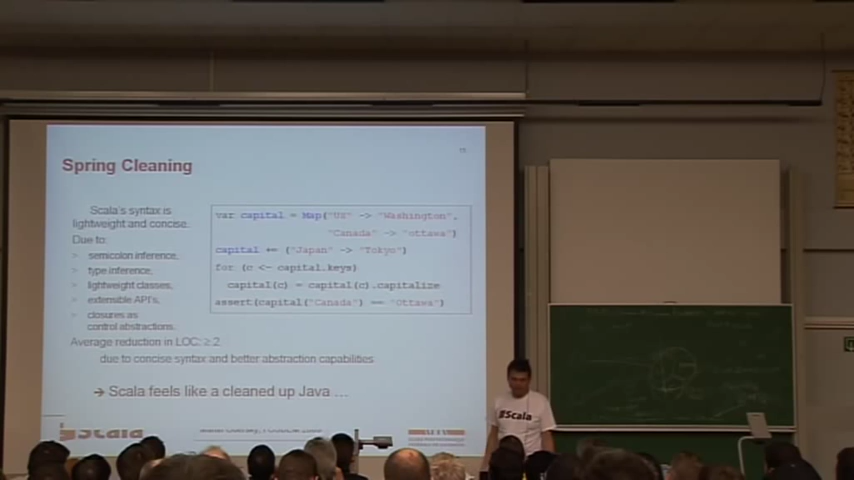 Spring Cleaning
Scala's syntax is
lightweight and concise.
Due to:
> semicolon inference,
> type inference,
> lightweight classes,
> extensible API's,
> closures as
control abstractions.
var capital = Map("US" -> "Washington",
"Canada" -> "ottawa")
capital += ("Japan" -> "Tokyo")
for (c <- capital.keys)
capital(c) = capital(c).capitalize
assert(capital("Canada") == "Ottawa")
Average reduction in LOC: ≥ 2
due to concise syntax and better abstraction capabilities
→ Scala feels like a cleaned up Java …
Scala
Scala